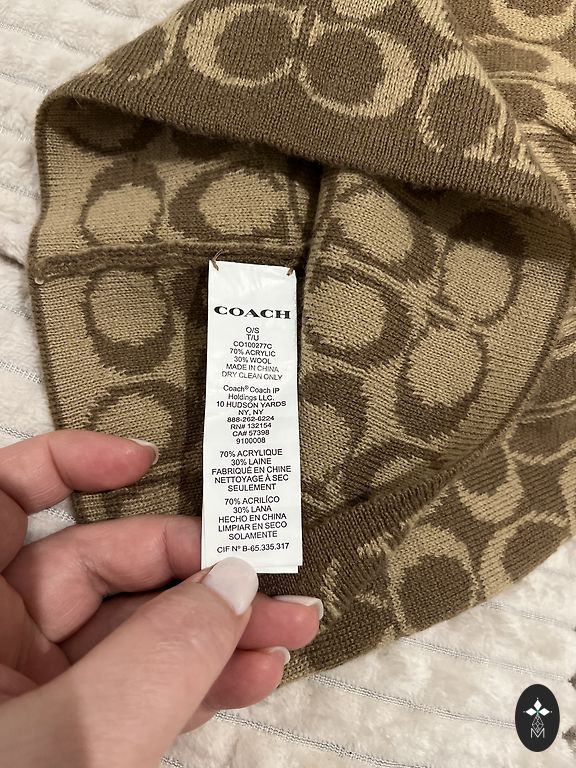 COACH
O/S
T/U
CO100277C
70% ACRYLIC
30% WOOL
MADE IN CHINA
DRY CLEAN ONLY
Coach® Coach IP
Holdings LLC.
10 HUDSON YARDS
NY, NY
888-262-6224
RN# 132154
CA# 57398
9100008
70% ACRYLIQUE
30% LAINE
FABRIQUÉ EN CHINE
NETTOYAGE À SEC
SEULEMENT
70% ACRILÍCO
30% LANA
HECHO EN CHINA
LIMPIAR EN SECO
SOLAMENTE
CIF Nº B-65.335.317
M